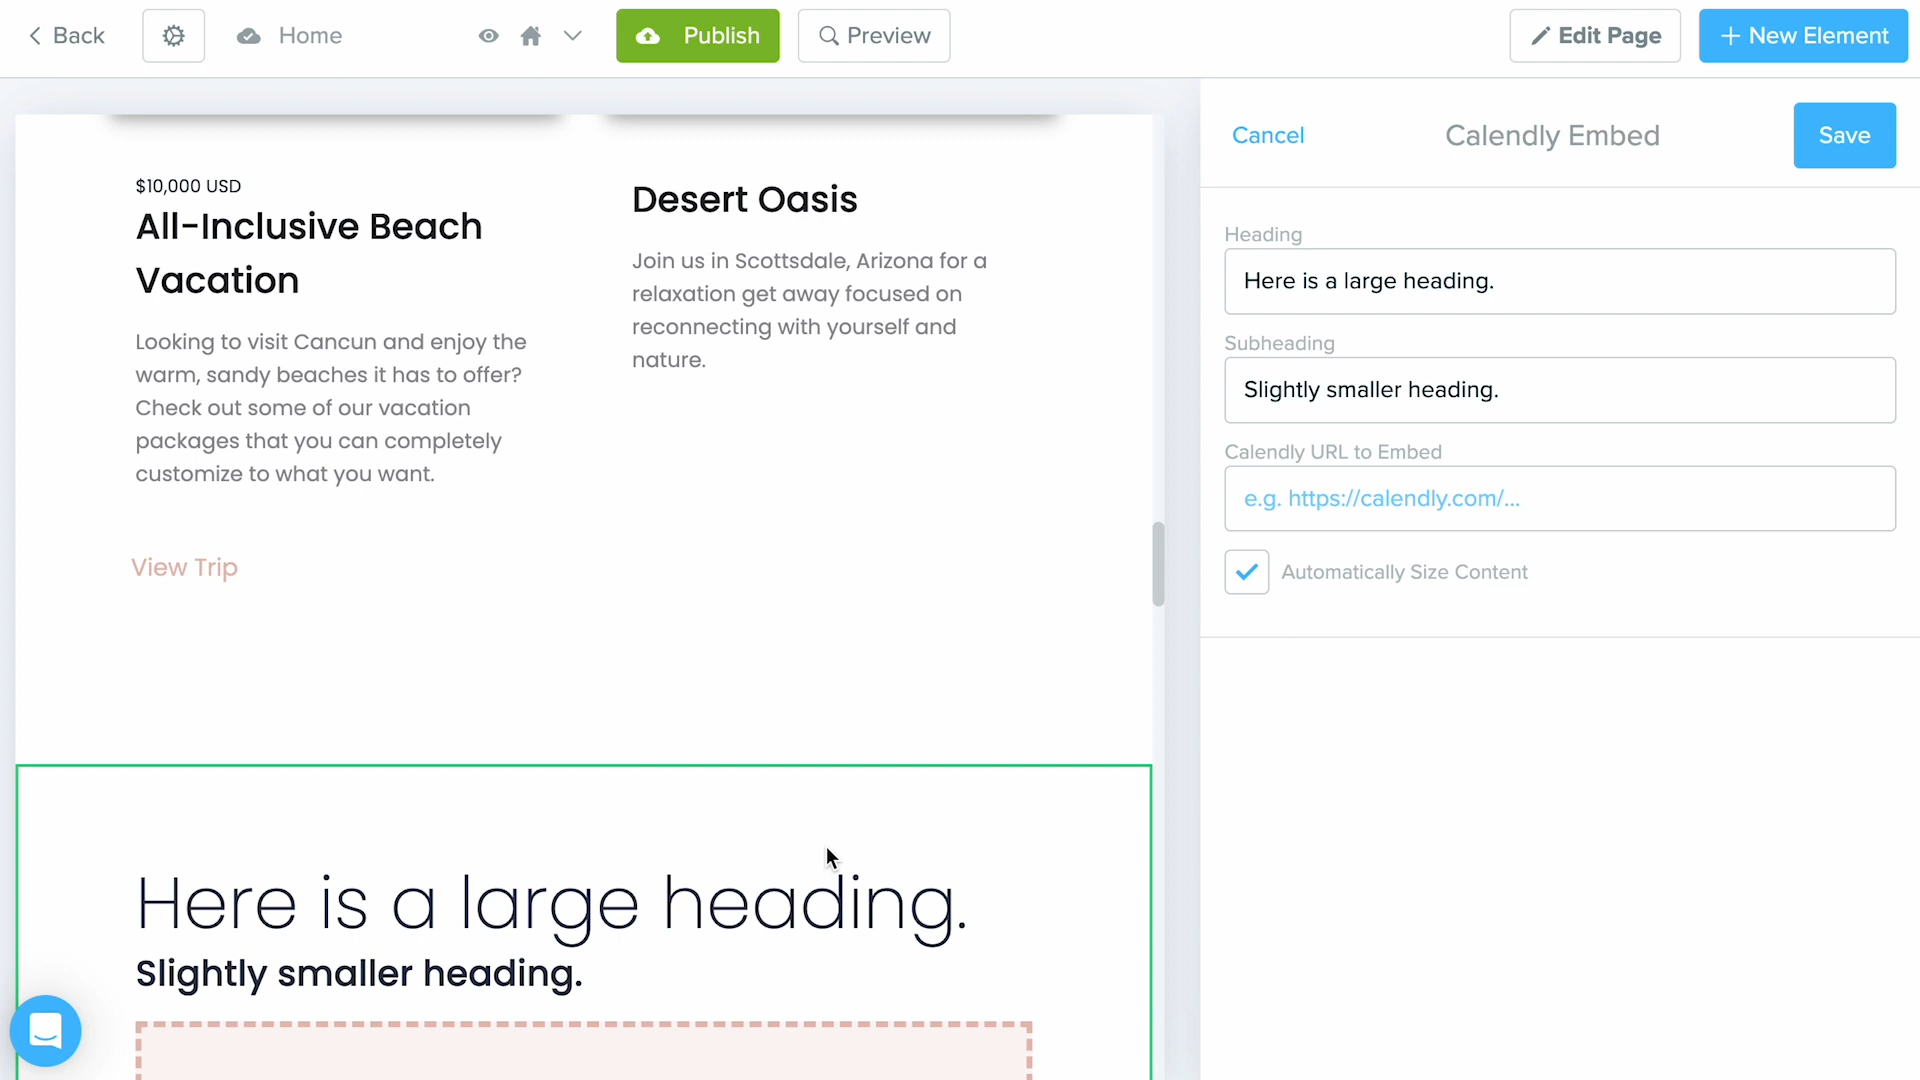 Back
Home
Publish
Preview
Edit Page
New Element
$10,000 USD
All-Inclusive Beach
Vacation
Looking to visit Cancun and enjoy the
warm, sandy beaches it has to offer?
Check out some of our vacation
packages that you can completely
customize to what you want.
View Trip
Desert Oasis
Join us in Scottsdale, Arizona for a
relaxation get away focused on
reconnecting with yourself and
nature.
Here is a large heading.
Slightly smaller heading.
Cancel
Calendly Embed
Save
Heading
Here is a large heading.
Subheading
Slightly smaller heading.
Calendly URL to Embed
e.g. https://calendly.com/...
Automatically Size Content